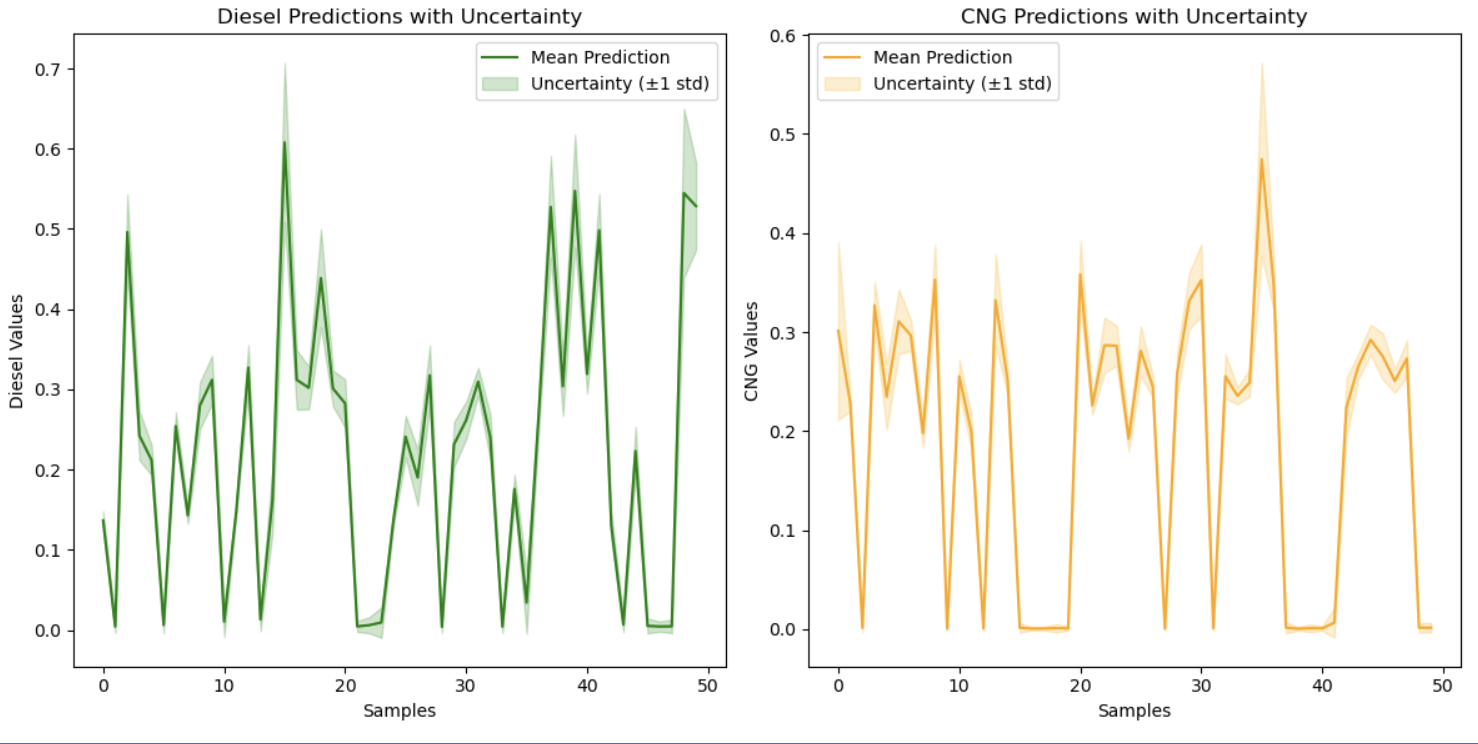 Diesel Predictions with Uncertainty
Mean Prediction
Uncertainty (±1 std)
0.7
0.6
0.5
0.4
0.3
0.2
0.1
0.0
Diesel Values
0 10 20 30 40 50
Samples
CNG Predictions with Uncertainty
Mean Prediction
Uncertainty (±1 std)
0.6
0.5
0.4
0.3
0.2
0.1
0.0
CNG Values
0 10 20 30 40 50
Samples